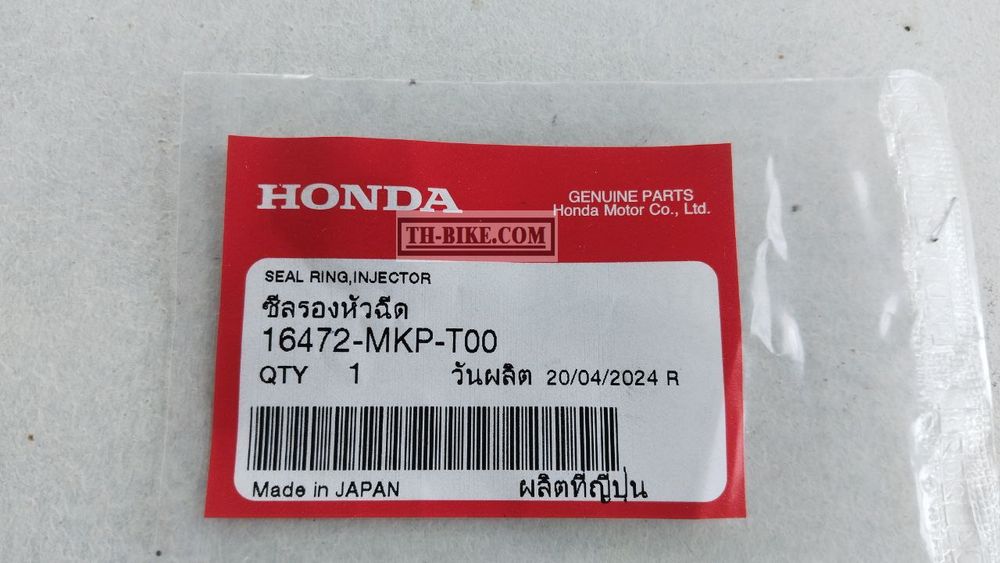 HONDA
GENUINE PARTS
Honda Motor Co., Ltd.
TH-BIKE.COM
SEAL RING,INJECTOR
ซีลรองหัวฉีด
16472-MKP-T00
QTY 1 วันผลิต 20/04/2024 R
Made in JAPAN ผลิตที่ญี่ปุ่น